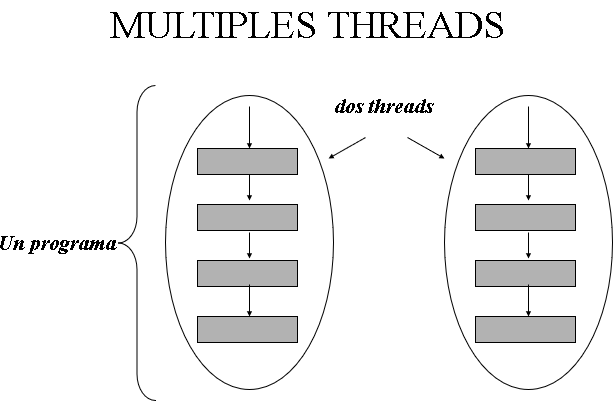 MULTIPLES THREADS
dos threads
Un programa